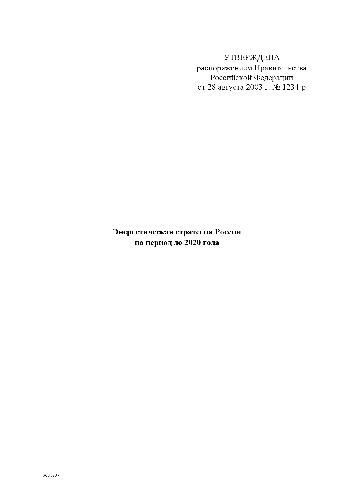 УТВЕРЖДЕНА
распоряжением Правительства
Российской Федерации
от 28 августа 2003 г. № 1234-р
Энергетическая стратегия России
на период до 2020 года